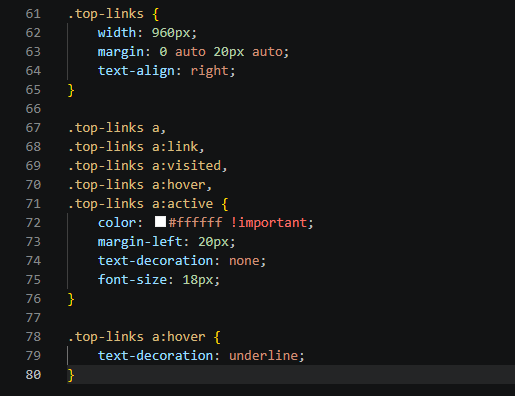 61 .top-links {
62     width: 960px;
63     margin: 0 auto 20px auto;
64     text-align: right;
65 }
66
67 .top-links a,
68 .top-links a:link,
69 .top-links a:visited,
70 .top-links a:hover,
71 .top-links a:active {
72     color: #ffffff !important;
73     margin-left: 20px;
74     text-decoration: none;
75     font-size: 18px;
76 }
77
78 .top-links a:hover {
79     text-decoration: underline;
80 }